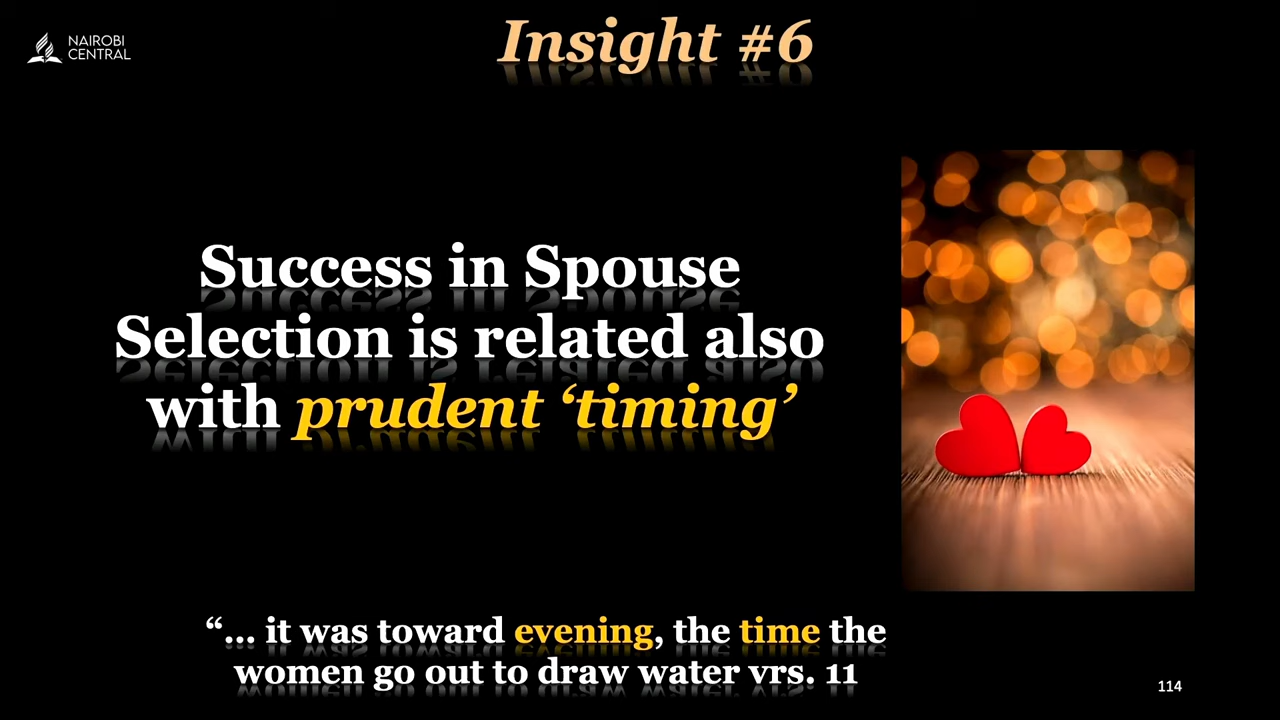 NAIROBI
CENTRAL
Insight #6
Success in Spouse
Selection is related also
with prudent ‘timing’
“... it was toward evening, the time the
women go out to draw water vrs. 11
114